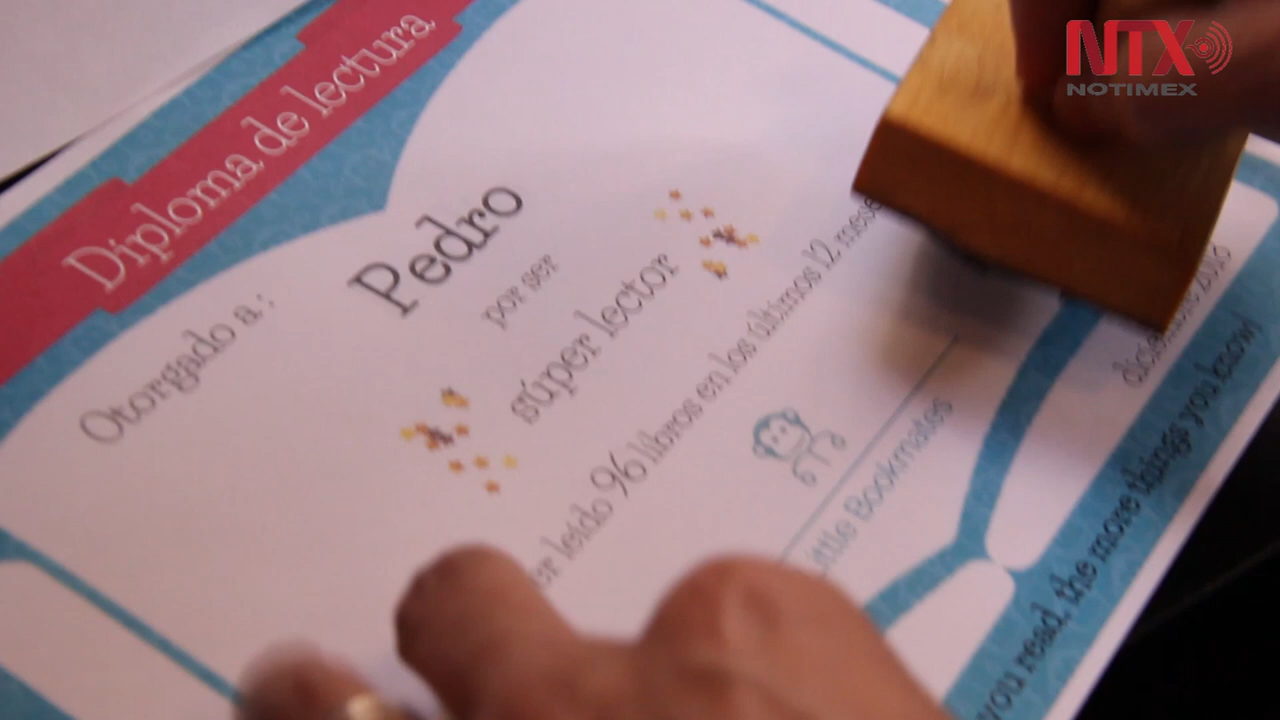 NTX
NOTIMEX
Diploma de lectura
Otorgado a :
Pedro
por ser
súper lector
leído 96 libros en los últimos 12
Little Bookmates
2016
you read, the more things you know!